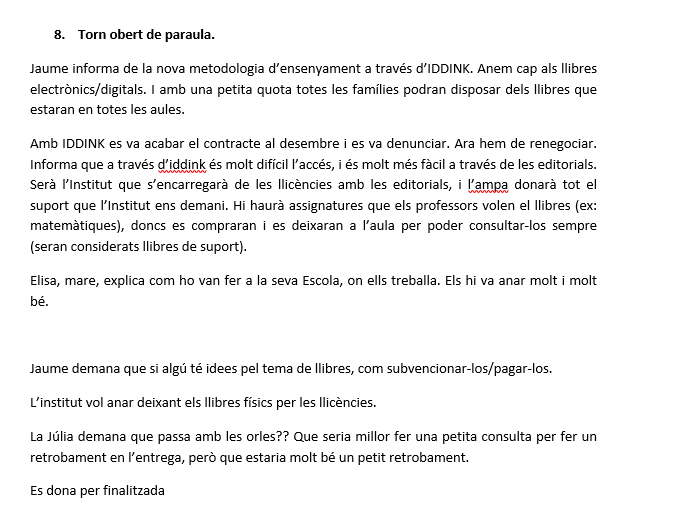 8. Torn obert de paraula.
Jaume informa de la nova metodologia d'ensenyament a través d'IDDINK. Anem cap als llibres
electrònics/digitals. I amb una petita quota totes les famílies podran disposar dels llibres que
estaran en totes les aules.
Amb IDDINK es va acabar el contracte al desembre i es va denunciar. Ara hem de renegociar.
Informa que a través d'iddink és molt difícil l'accés, i és molt més fàcil a través de les editorials.
Serà l'Institut que s'encarregarà de les llicències amb les editorials, i l'ampa donarà tot el
suport que l'Institut ens demani. Hi haurà assignatures que els professors volen el llibres (ex:
matemàtiques), doncs es compraran i es deixaran a l'aula per poder consultar-los sempre
(seran considerats llibres de suport).
Elisa, mare, explica com ho van fer a la seva Escola, on ells treballa. Els hi va anar molt i molt
bé.
Jaume demana que si algú té idees pel tema de llibres, com subvencionar-los/pagar-los.
L'institut vol anar deixant els llibres físics per les llicències.
La Júlia demana que passa amb les orles?? Que seria millor fer una petita consulta per fer un
retrobament en l'entrega, però que estaria molt bé un petit retrobament.
Es dona per finalitzada